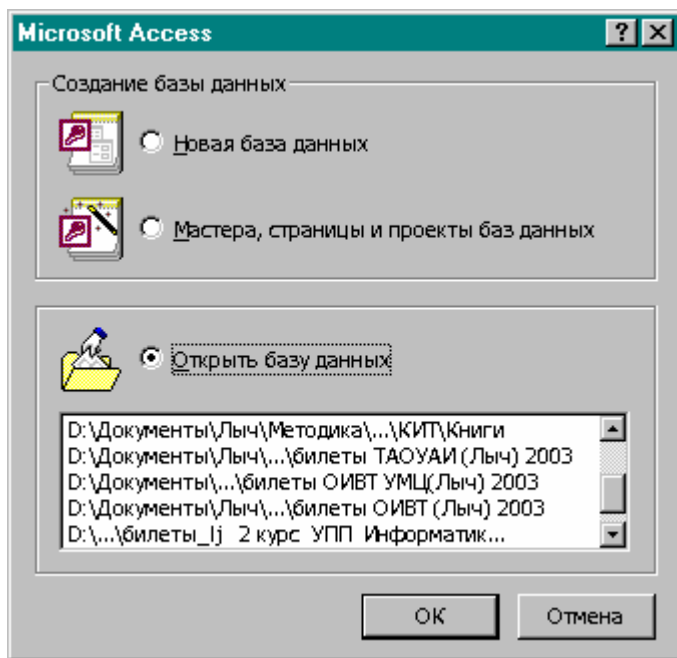 Microsoft Access
Создание базы данных
Новая база данных
Мастера, страницы и проекты баз данных
Открыть базу данных
D:\Документы\Лыч\Методика\...\КИТ\Книги
D:\Документы\Лыч\...\билеты ТАОУАИ (Лыч) 2003
D:\Документы\...\билеты ОИВТ УМЦ(Лыч) 2003
D:\Документы\Лыч\...\билеты ОИВТ (Лыч) 2003
D:\...\билеты_lj 2 курс УПП Информатик...
ОК
Отмена